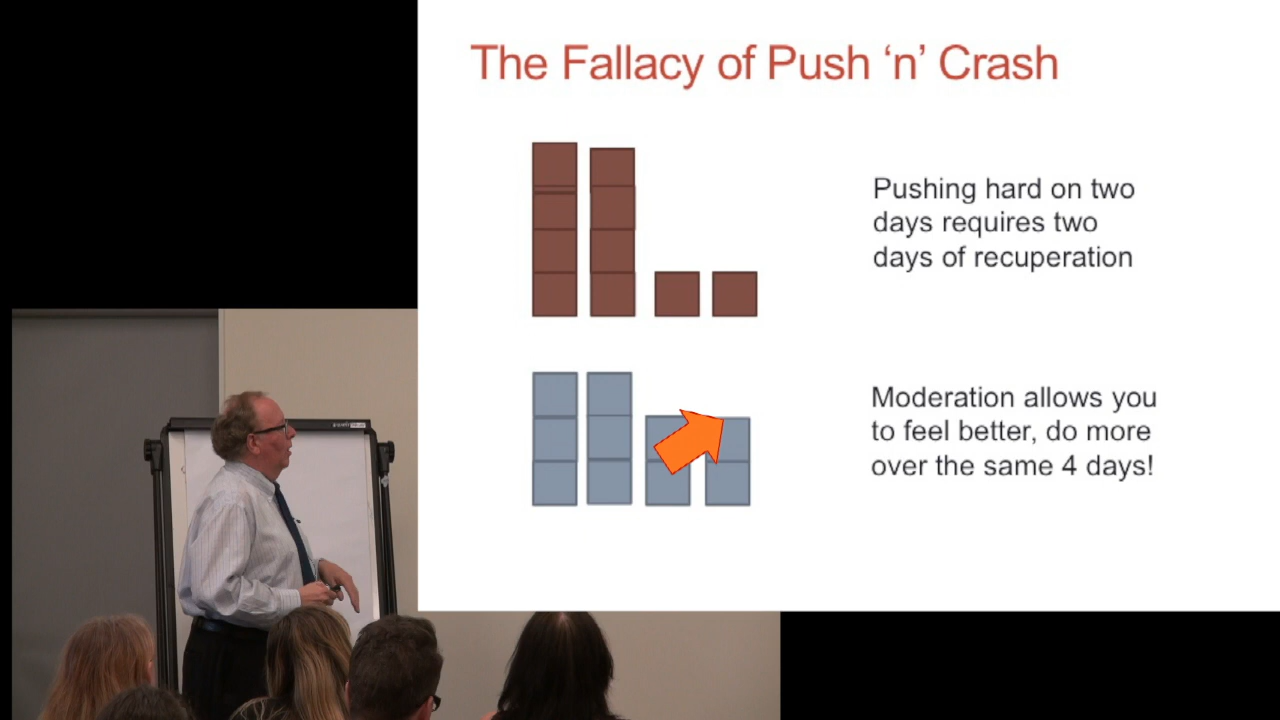 The Fallacy of Push ‘n’ Crash
Pushing hard on two
days requires two
days of recuperation
Moderation allows you
to feel better, do more
over the same 4 days!